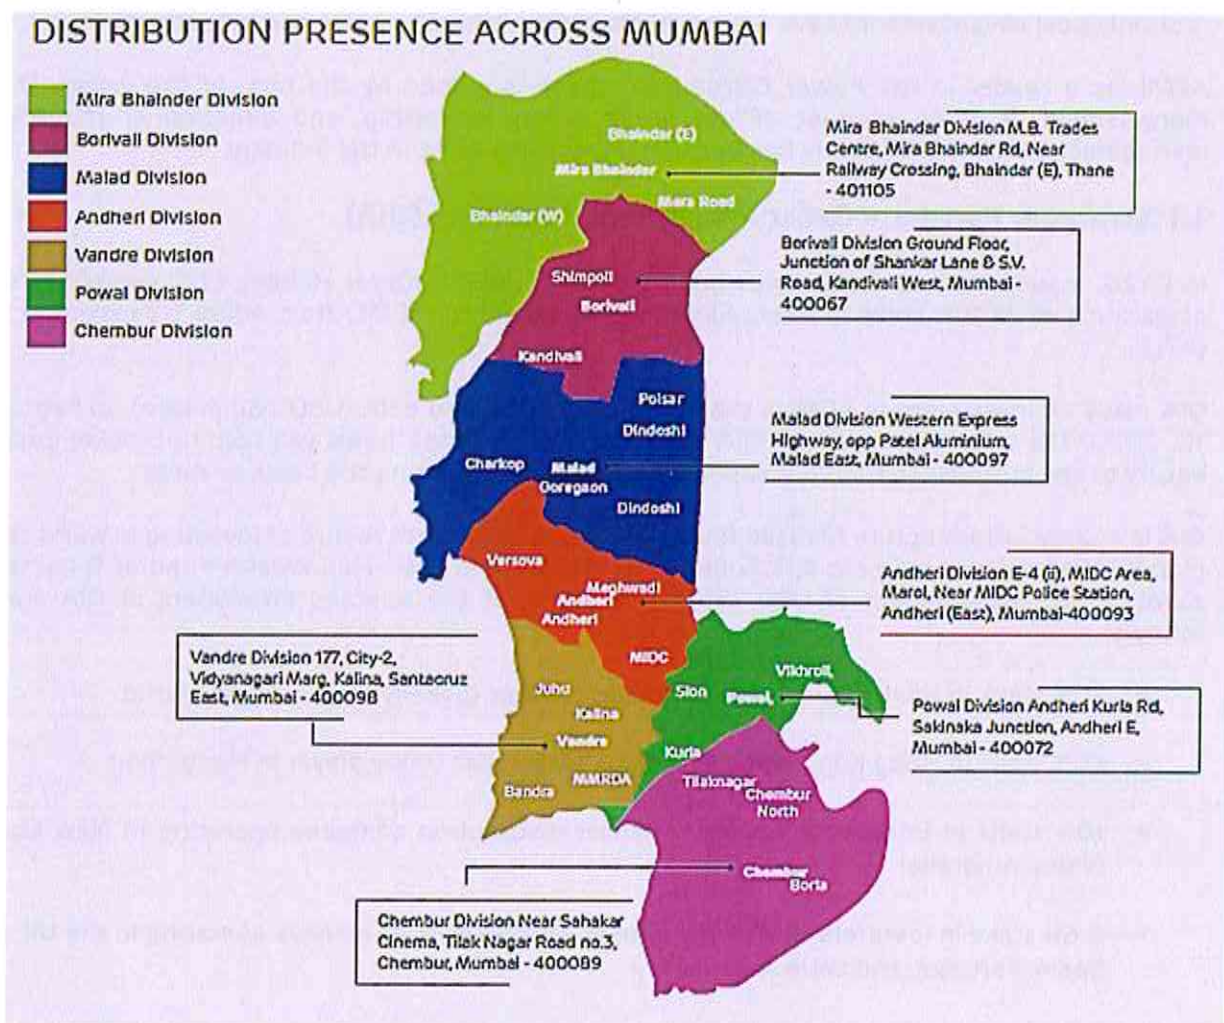 DISTRIBUTION PRESENCE ACROSS MUMBAI
Mira Bhainder Division
Borivali Division
Malad Division
Andheri Division
Vandre Division
Powai Division
Chembur Division
Bhaindar (E)
Mira Bhainder
Mera Road
Bhaindar (W)
Mira Bhaindar Division M.B. Trades
Centre, Mira Bhaindar Rd, Near
Railway Crossing, Bhaindar (E), Thane
- 401105
Shimpoli
Borivali
Kandivali
Borivali Division Ground Floor,
Junction of Shankar Lane & S.V.
Road, Kandivali West, Mumbai -
400067
Poisar
Dindoshi
Charkop
Malad
Goregaon
Dindoshi
Malad Division Western Express
Highway, opp Patel Aluminium,
Malad East, Mumbai - 400097
Versova
Meghwadi
Andheri
Andheri
MIDC
Andheri Division E-4 (ii), MIDC Area,
Marol, Near MIDC Police Station,
Andheri (East), Mumbai-400093
Vandre Division 177, City-2,
Vidyanagari Marg, Kalina, Santacruz
East, Mumbai - 400098
Juhu
Kalina
Vandre
MMRDA
Bandra
Vikhroli,
Sion
Powai,
Kurla
Powai Division Andheri Kurla Rd,
Sakinaka Junction, Andheri E,
Mumbai - 400072
Tilaknagar
Chembur
North
Chembur
Borla
Chembur Division Near Sahakar
Cinema, Tilak Nagar Road no.3,
Chembur, Mumbai - 400089